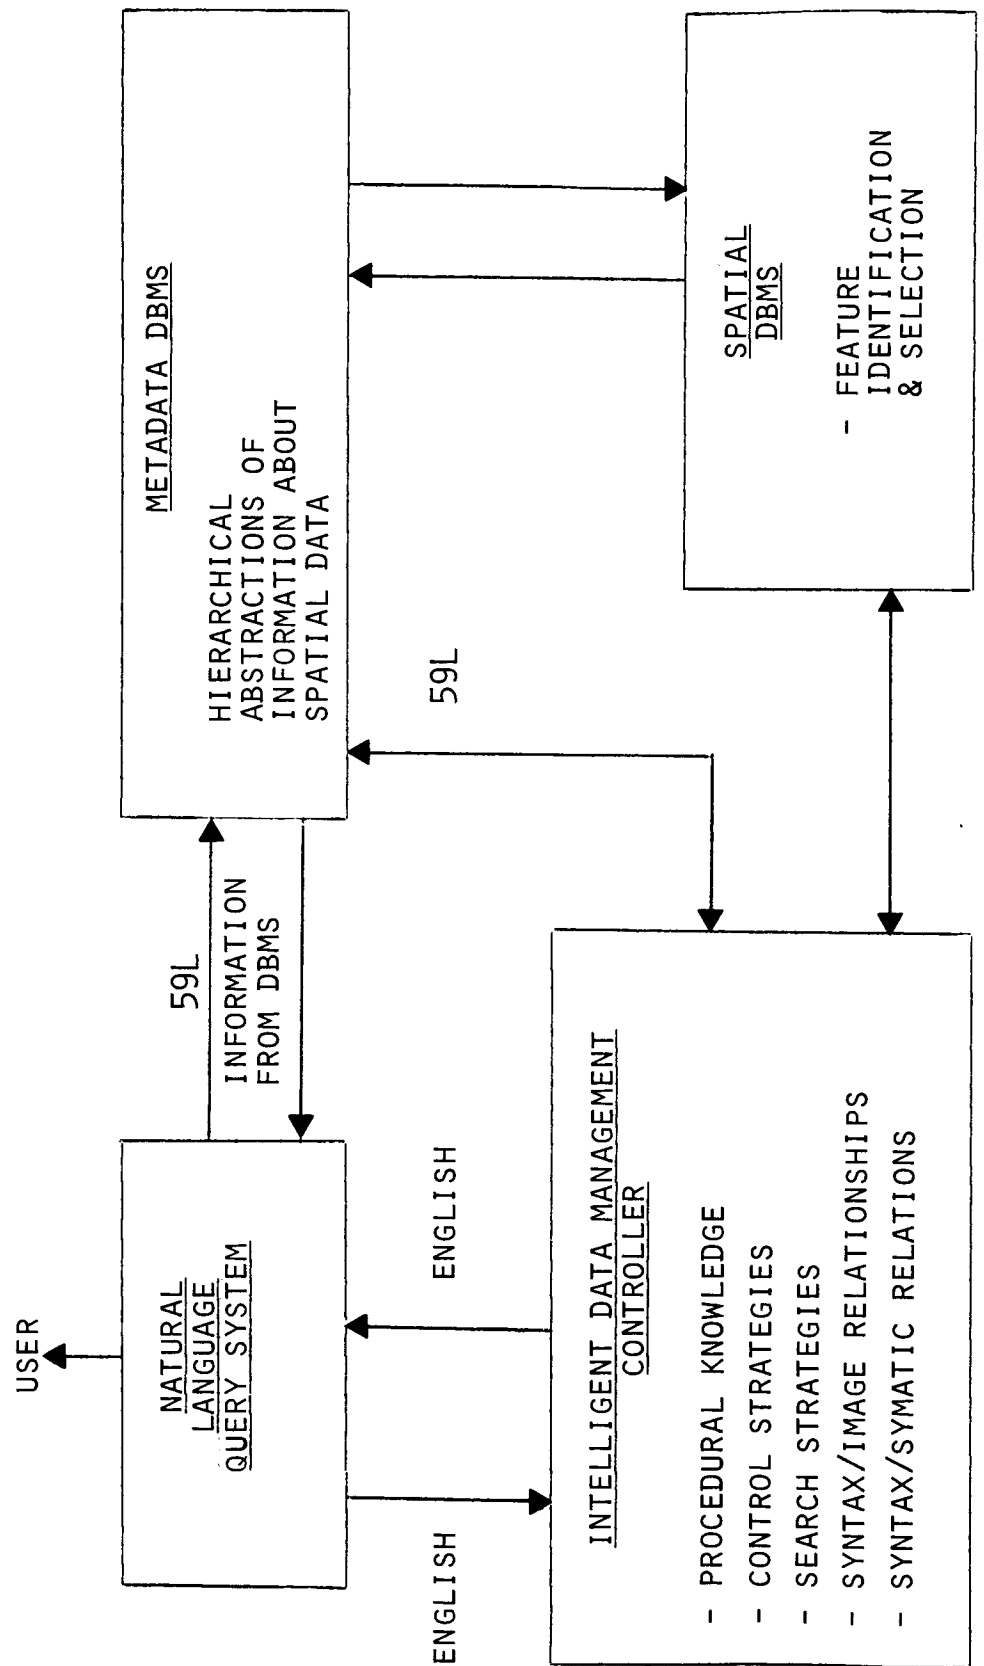 USER
NATURAL
LANGUAGE
QUERY SYSTEM
59L
INFORMATION
FROM DBMS
METADATA DBMS
HIERARCHICAL
ABSTRACTIONS OF
INFORMATION ABOUT
SPATIAL DATA
ENGLISH
ENGLISH
59L
INTELLIGENT DATA MANAGEMENT
CONTROLLER
- PROCEDURAL KNOWLEDGE
- CONTROL STRATEGIES
- SEARCH STRATEGIES
- SYNTAX/IMAGE RELATIONSHIPS
- SYNTAX/SYMATIC RELATIONS
SPATIAL
DBMS
- FEATURE
IDENTIFICATION
& SELECTION